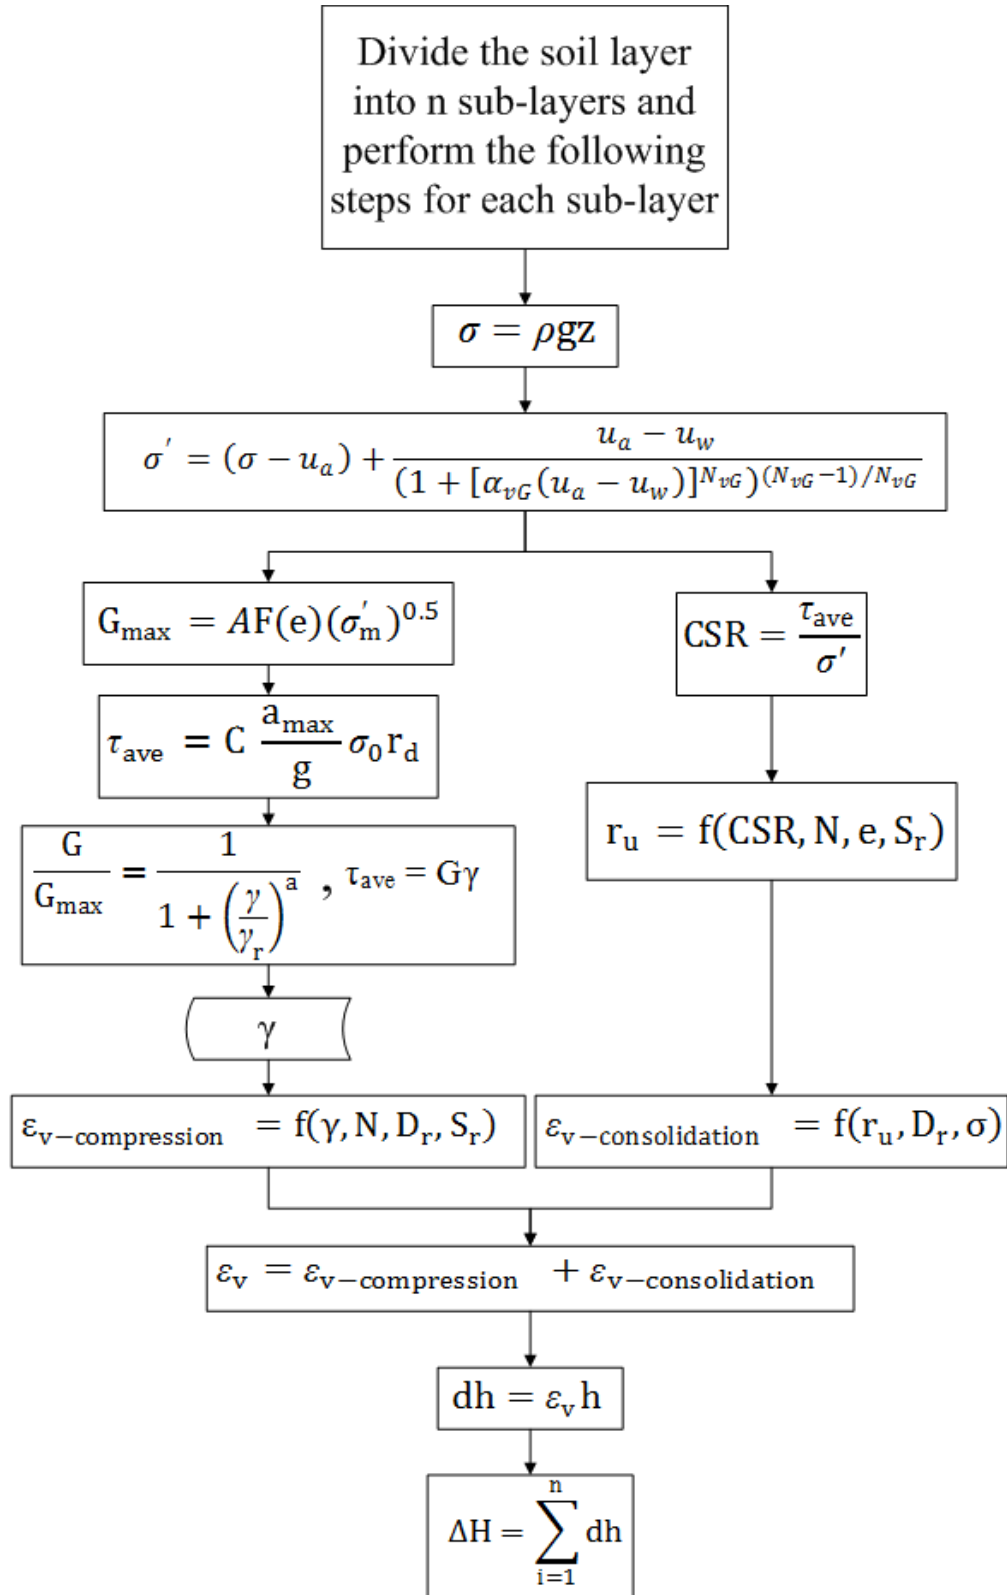 Divide the soil layer
into n sub-layers and
perform the following
steps for each sub-layer
σ = ρgz
σ′ = (σ − u_a) + (u_a − u_w) / (1 + [α_vG(u_a − u_w)]^N_vG)^(N_vG−1)/N_vG
G_max = AF(e)(σ′_m)^0.5
τ_ave = C (a_max / g) σ_0 r_d
G / G_max = 1 / (1 + (γ / γ_r)^a) , τ_ave = Gγ
γ
ε_v−compression = f(γ, N, D_r, S_r)
CSR = τ_ave / σ′
r_u = f(CSR, N, e, S_r)
ε_v−consolidation = f(r_u, D_r, σ)
ε_v = ε_v−compression + ε_v−consolidation
dh = ε_v h
ΔH = ∑_{i=1}^{n} dh